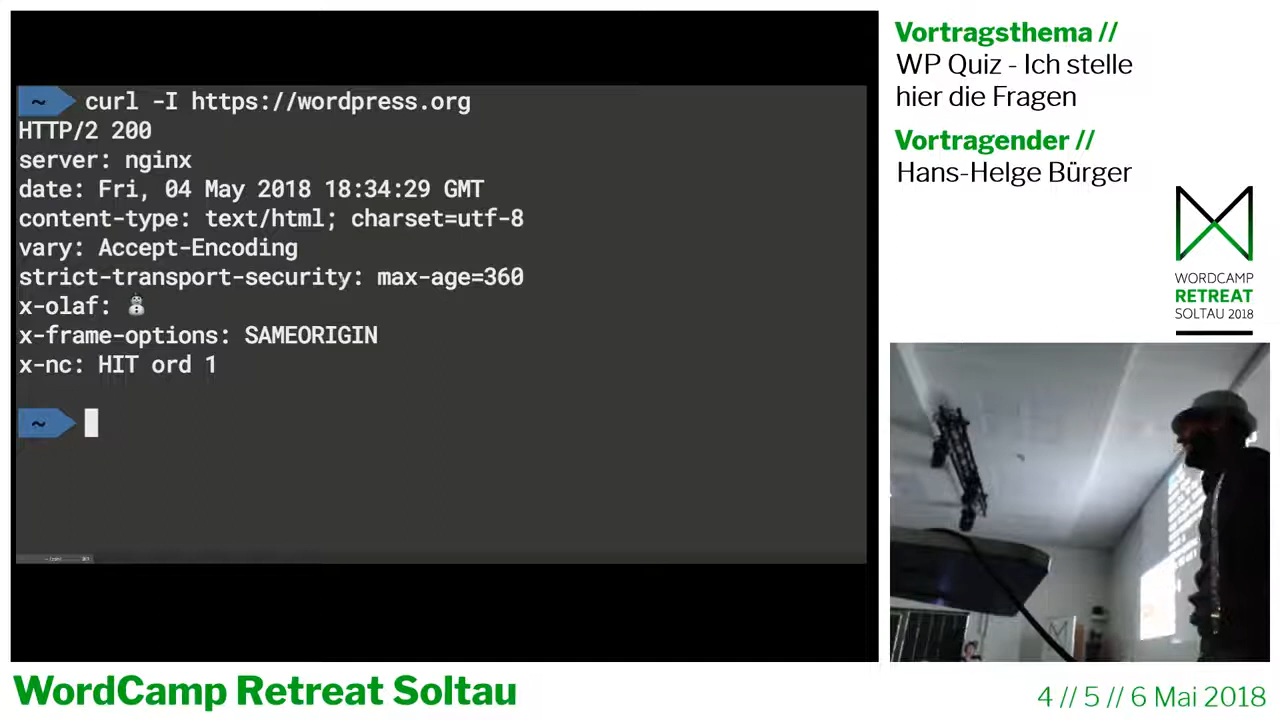 ~ curl -I https://wordpress.org
HTTP/2 200
server: nginx
date: Fri, 04 May 2018 18:34:29 GMT
content-type: text/html; charset=utf-8
vary: Accept-Encoding
strict-transport-security: max-age=360
x-olaf: ⛄
x-frame-options: SAMEORIGIN
x-nc: HIT ord 1
~
Vortragsthema //
WP Quiz - Ich stelle
hier die Fragen
Vortragender //
Hans-Helge Bürger
WORDCAMP
RETREAT
SOLTAU 2018
WordCamp Retreat Soltau
4 // 5 // 6 Mai 2018